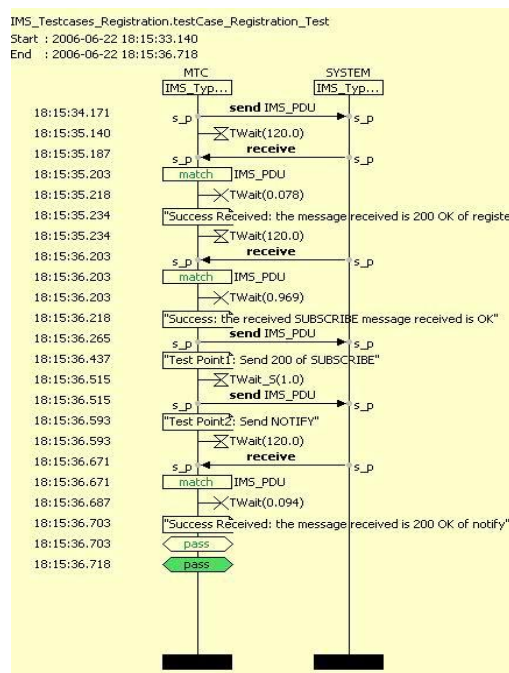 IMS_Testcases_Registration.testCase_Registration_Test
Start : 2006-06-22 18:15:33.140
End : 2006-06-22 18:15:36.718
MTC SYSTEM
IMS_Typ... IMS_Typ...
18:15:34.171 s_p send IMS_PDU s_p
18:15:35.140 TWait(120.0)
18:15:35.187 s_p receive s_p
18:15:35.203 match IMS_PDU
18:15:35.218 TWait(0.078)
18:15:35.234 "Success Received: the message received is 200 OK of registe
18:15:35.234 TWait(120.0)
18:15:36.203 s_p receive s_p
18:15:36.203 match IMS_PDU
18:15:36.203 TWait(0.969)
18:15:36.218 "Success: the received SUBSCRIBE message received is OK"
18:15:36.265 s_p send IMS_PDU s_p
18:15:36.437 "Test Point1: Send 200 of SUBSCRIBE"
18:15:36.515 TWait_S(1.0)
18:15:36.515 s_p send IMS_PDU s_p
18:15:36.593 "Test Point2: Send NOTIFY"
18:15:36.593 TWait(120.0)
18:15:36.671 s_p receive s_p
18:15:36.671 match IMS_PDU
18:15:36.687 TWait(0.094)
18:15:36.703 "Success Received: the message received is 200 OK of notify"
18:15:36.703 pass
18:15:36.718 pass